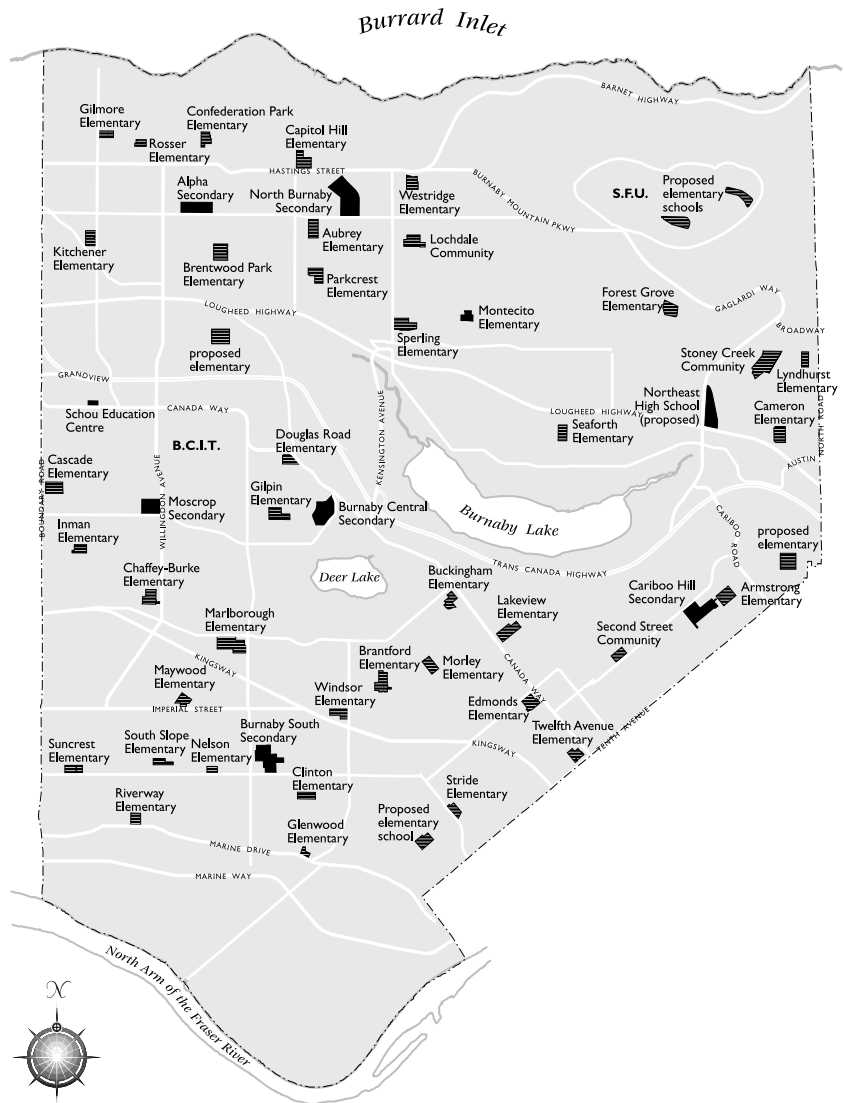 Burrard Inlet
BARNET HIGHWAY
Gilmore
Elementary
Confederation Park
Elementary
Rosser
Elementary
Capitol Hill
Elementary
HASTINGS STREET
Alpha
Secondary
North Burnaby
Secondary
Westridge
Elementary
BURNABY MOUNTAIN PKWY
S.F.U.
Proposed
elementary
schools
Kitchener
Elementary
Brentwood Park
Elementary
Aubrey
Elementary
Lochdale
Community
Parkcrest
Elementary
LOUGHEED HIGHWAY
Montecito
Elementary
Forest Grove
Elementary
GAGLARDI WAY
BROADWAY
proposed
elementary
Sperling
Elementary
Stoney Creek
Community
Lyndhurst
Elementary
GRANDVIEW
Schou Education
Centre
CANADA WAY
KENSINGTON AVENUE
LOUGHEED HIGHWAY
Seaforth
Elementary
Northeast
High School
(proposed)
Cameron
Elementary
NORTH ROAD
AUSTIN
B.C.I.T.
Douglas Road
Elementary
Cascade
Elementary
BOUNDARY ROAD
WILLINGDON AVENUE
Moscrop
Secondary
Gilpin
Elementary
Burnaby Central
Secondary
Burnaby Lake
CARIBOO ROAD
Inman
Elementary
proposed
elementary
Chaffey-Burke
Elementary
Deer Lake
TRANS CANADA HIGHWAY
Buckingham
Elementary
Cariboo Hill
Secondary
Armstrong
Elementary
Lakeview
Elementary
Marlborough
Elementary
Second Street
Community
KINGSWAY
Brantford
Elementary
Morley
Elementary
CANADA WAY
Maywood
Elementary
Windsor
Elementary
IMPERIAL STREET
Edmonds
Elementary
Twelfth Avenue
Elementary
TENTH AVENUE
Suncrest
Elementary
South Slope
Elementary
Nelson
Elementary
Burnaby South
Secondary
KINGSWAY
Clinton
Elementary
Stride
Elementary
Riverway
Elementary
Glenwood
Elementary
Proposed
elementary
school
MARINE DRIVE
MARINE WAY
North Arm of the Fraser River
N